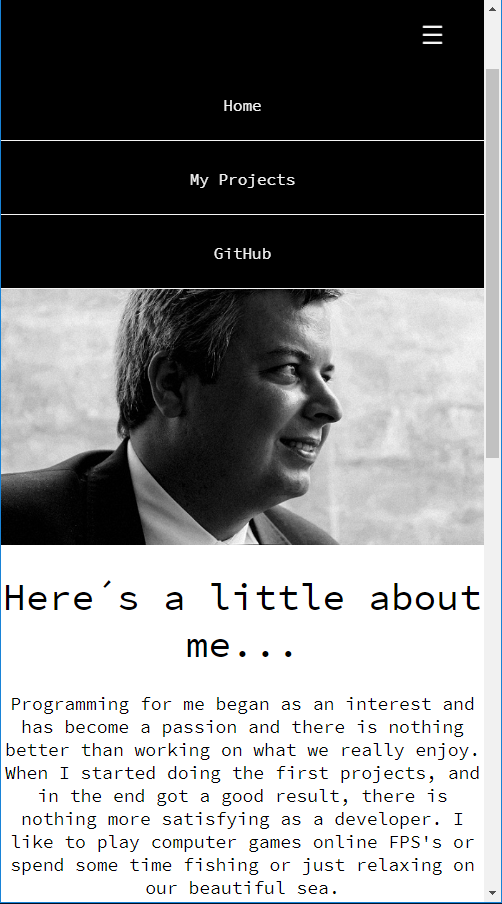 Home
My Projects
GitHub
Here´s a little about
me...
Programming for me began as an interest and
has become a passion and there is nothing
better than working on what we really enjoy.
When I started doing the first projects, and
in the end got a good result, there is
nothing more satisfying as a developer. I
like to play computer games online FPS's or
spend some time fishing or just relaxing on
our beautiful sea.